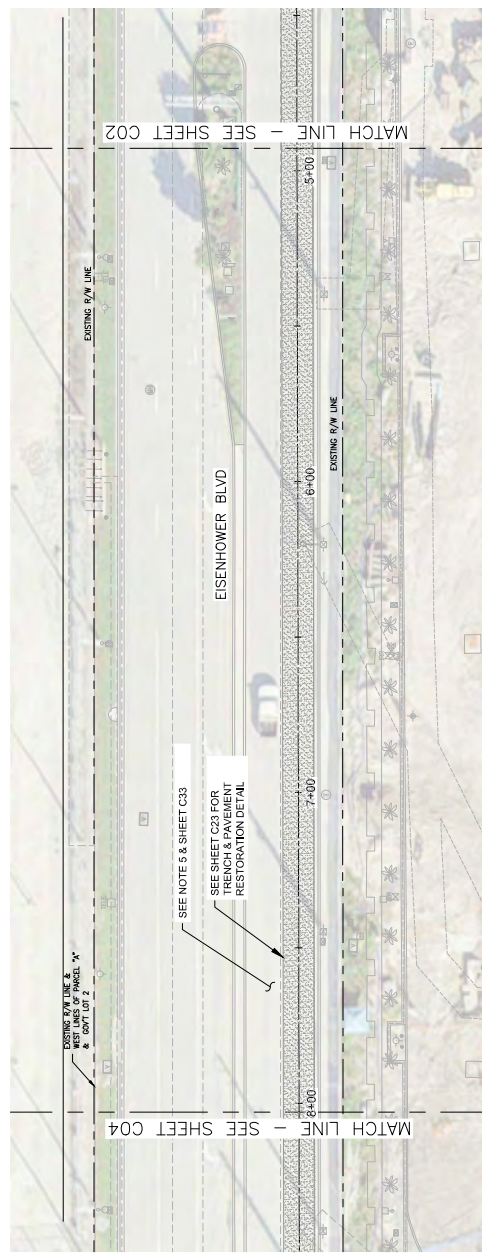 MATCH LINE - SEE SHEET C02
5+00
EXISTING R/W LINE
6+00
EXISTING R/W LINE
EISENHOWER BLVD
7+00
SEE NOTE 5 & SHEET C33
SEE SHEET C23 FOR
TRENCH & PAVEMENT
RESTORATION DETAIL
EXISTING R/W LINE &
WEST LINES OF PARCEL "A"
& GOV'T LOT 2
8+00
MATCH LINE - SEE SHEET C04